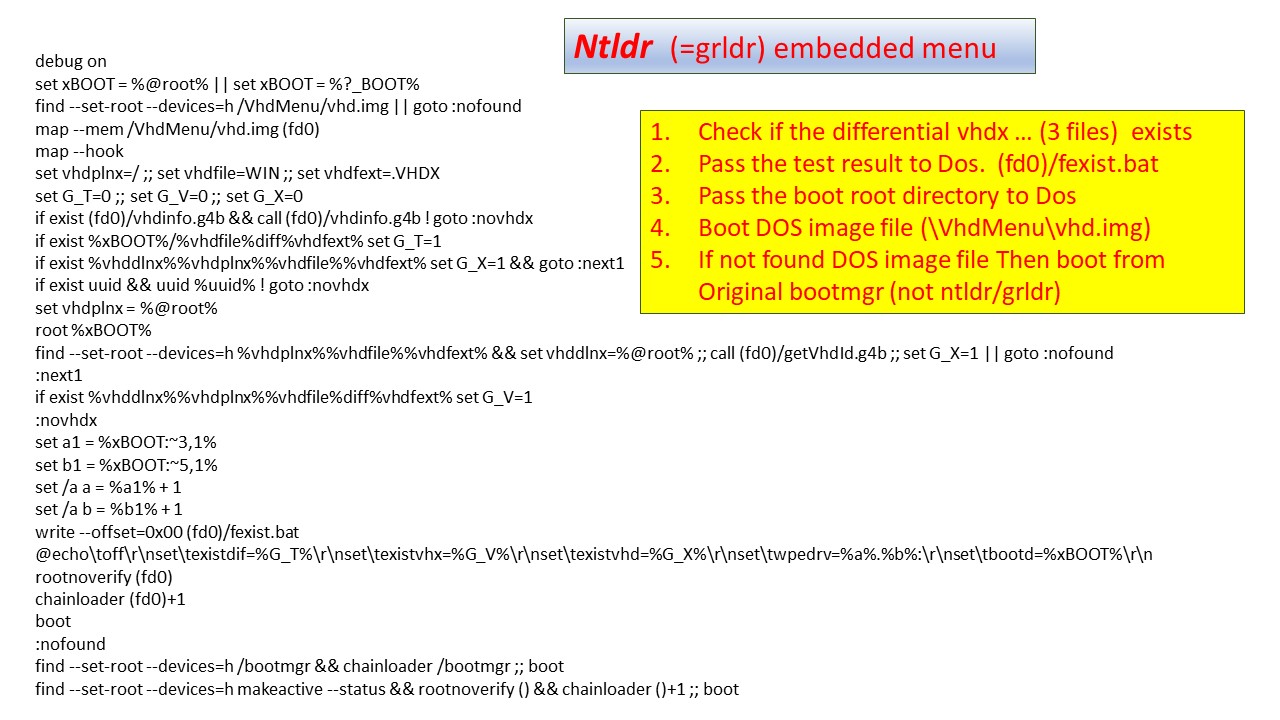 Ntldr (=grldr) embedded menu
debug on
set xBOOT = %@root% || set xBOOT = %?_BOOT%
find --set-root --devices=h /VhdMenu/vhd.img || goto :nofound
map --mem /VhdMenu/vhd.img (fd0)
map --hook
set vhdplnx=/ ;; set vhdfile=WIN ;; set vhdfext=.VHDX
set G_T=0 ;; set G_V=0 ;; set G_X=0
if exist (fd0)/vhdinfo.g4b && call (fd0)/vhdinfo.g4b ! goto :novhdx
if exist %xBOOT%/%vhdfile%diff%vhdfext% set G_T=1
if exist %vhddlnx%%vhdplnx%%vhdfile%%vhdfext% set G_X=1 && goto :next1
if exist uuid && uuid %uuid% ! goto :novhdx
set vhdplnx = %@root%
root %xBOOT%
find --set-root --devices=h %vhdplnx%%vhdfile%%vhdfext% && set vhddlnx=%@root% ;; call (fd0)/getVhdId.g4b ;; set G_X=1 || goto :nofound
:next1
if exist %vhddlnx%%vhdplnx%%vhdfile%diff%vhdfext% set G_V=1
:novhdx
set a1 = %xBOOT:~3,1%
set b1 = %xBOOT:~5,1%
set /a a = %a1% + 1
set /a b = %b1% + 1
write --offset=0x00 (fd0)/fexist.bat
@echo\toff\r\nset\texistdif=%G_T%\r\nset\texistvhx=%G_V%\r\nset\texistvhd=%G_X%\r\nset\twpedrv=%a%.%b%:\r\nset\tbootd=%xBOOT%\r\n
rootnoverify (fd0)
chainloader (fd0)+1
boot
:nofound
find --set-root --devices=h /bootmgr && chainloader /bootmgr ;; boot
find --set-root --devices=h makeactive --status && rootnoverify () && chainloader ()+1 ;; boot
1. Check if the differential vhdx ... (3 files) exists
2. Pass the test result to Dos. (fd0)/fexist.bat
3. Pass the boot root directory to Dos
4. Boot DOS image file (\VhdMenu\vhd.img)
5. If not found DOS image file Then boot from
Original bootmgr (not ntldr/grldr)